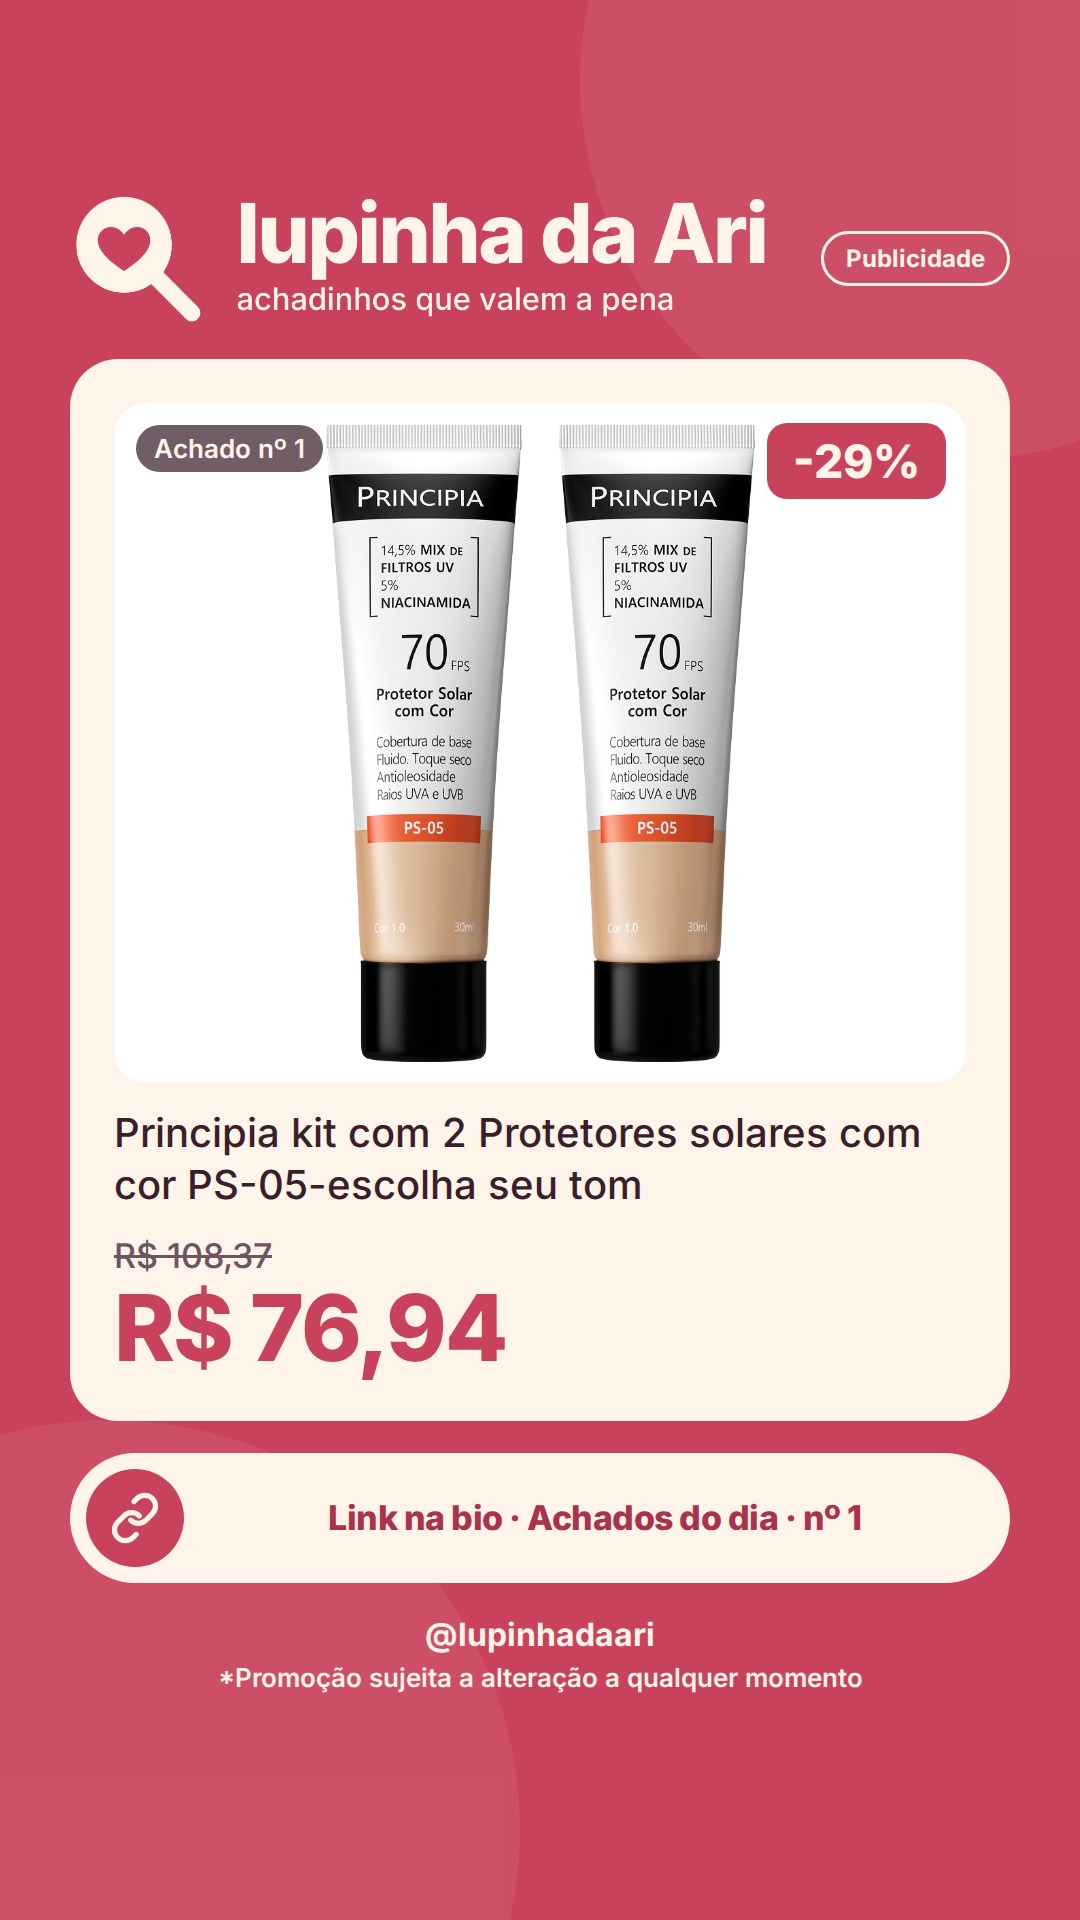 lupinha da Ari
achadinhos que valem a pena
Publicidade
Achado nº 1
-29%
PRINCIPIA
14,5% MIX DE
FILTROS UV
5%
NIACINAMIDA
70 FPS
Protetor Solar
com Cor
Cobertura de base
Fluido. Toque seco
Antioleosidade
Raios UVA e UVB
PS-05
Cor 1.0 30ml
PRINCIPIA
14,5% MIX DE
FILTROS UV
5%
NIACINAMIDA
70 FPS
Protetor Solar
com Cor
Cobertura de base
Fluido. Toque seco
Antioleosidade
Raios UVA e UVB
PS-05
Cor 1.0 30ml
Principia kit com 2 Protetores solares com
cor PS-05-escolha seu tom
R$ 108,37
R$ 76,94
Link na bio · Achados do dia · nº 1
@lupinhadaari
*Promoção sujeita a alteração a qualquer momento